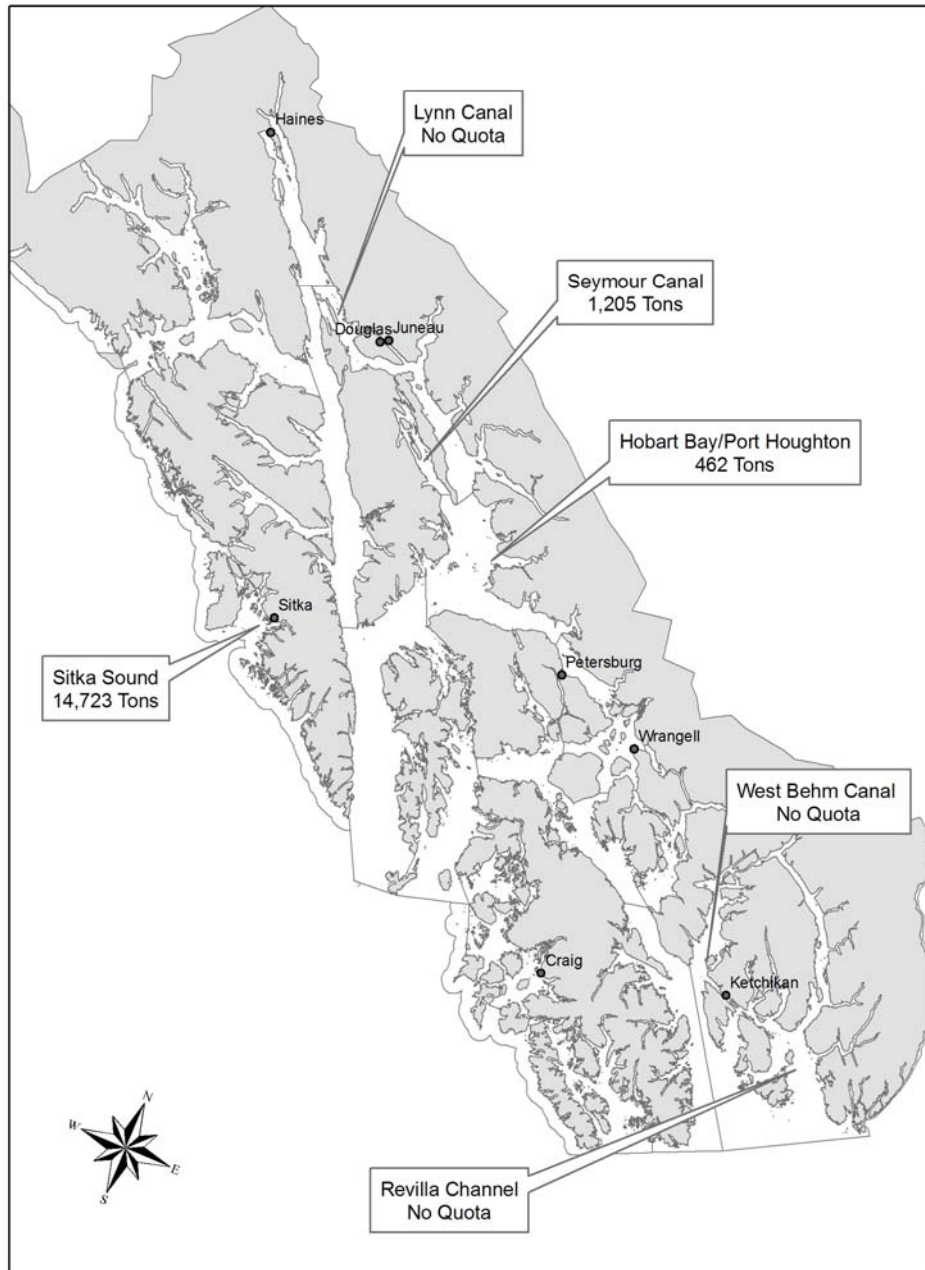 Haines
Lynn Canal
No Quota
Seymour Canal
1,205 Tons
Douglas
Juneau
Hobart Bay/Port Houghton
462 Tons
Sitka
Sitka Sound
14,723 Tons
Petersburg
Wrangell
West Behm Canal
No Quota
Craig
Ketchikan
Revilla Channel
No Quota
N
W
E
S